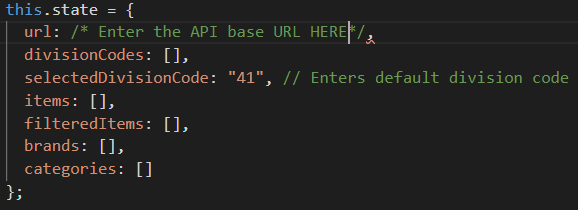 this.state = {
url: /* Enter the API base URL HERE*/,
divisionCodes: [],
selectedDivisionCode: "41", // Enters default division code
items: [],
filteredItems: [],
brands: [],
categories: []
};